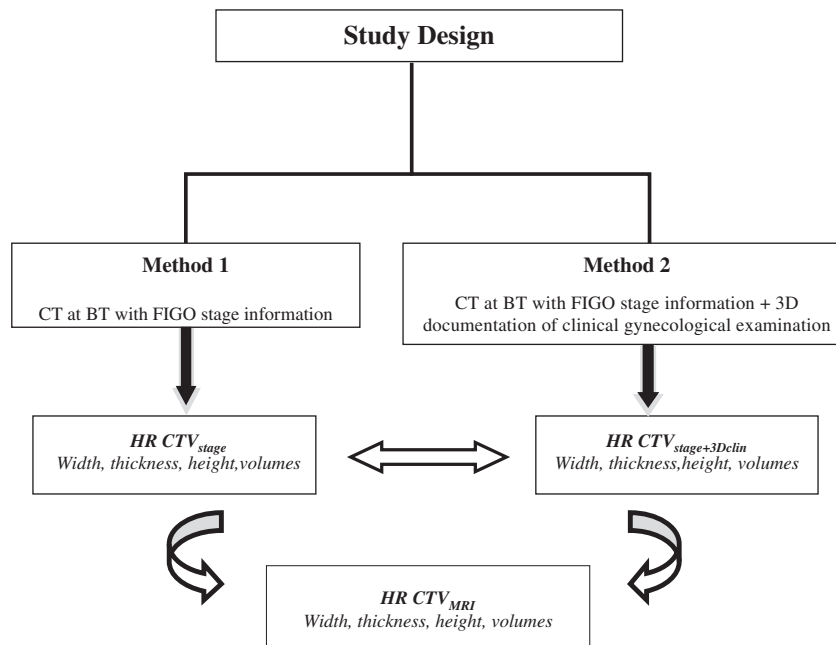 Study Design
Method 1
CT at BT with FIGO stage information
Method 2
CT at BT with FIGO stage information + 3D
documentation of clinical gynecological examination
HR CTVstage
Width, thickness, height,volumes
HR CTVstage+3Dclin
Width, thickness,height, volumes
HR CTVMRI
Width, thickness, height, volumes